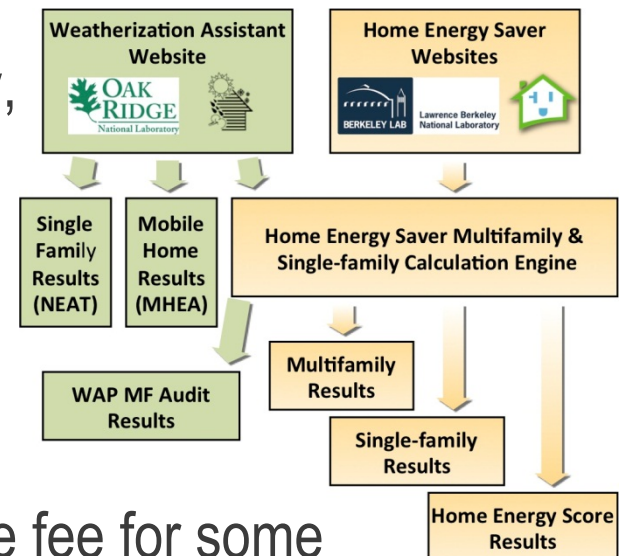 Weatherization Assistant
Website
OAK
RIDGE
National Laboratory
Home Energy Saver
Websites
BERKELEY LAB
Lawrence Berkeley
National Laboratory
y,
Single
Family
Results
(NEAT)
Mobile
Home
Results
(MHEA)
Home Energy Saver Multifamily &
Single-family Calculation Engine
WAP MF Audit
Results
Multifamily
Results
Single-family
Results
Home Energy Score
Results
e fee for some